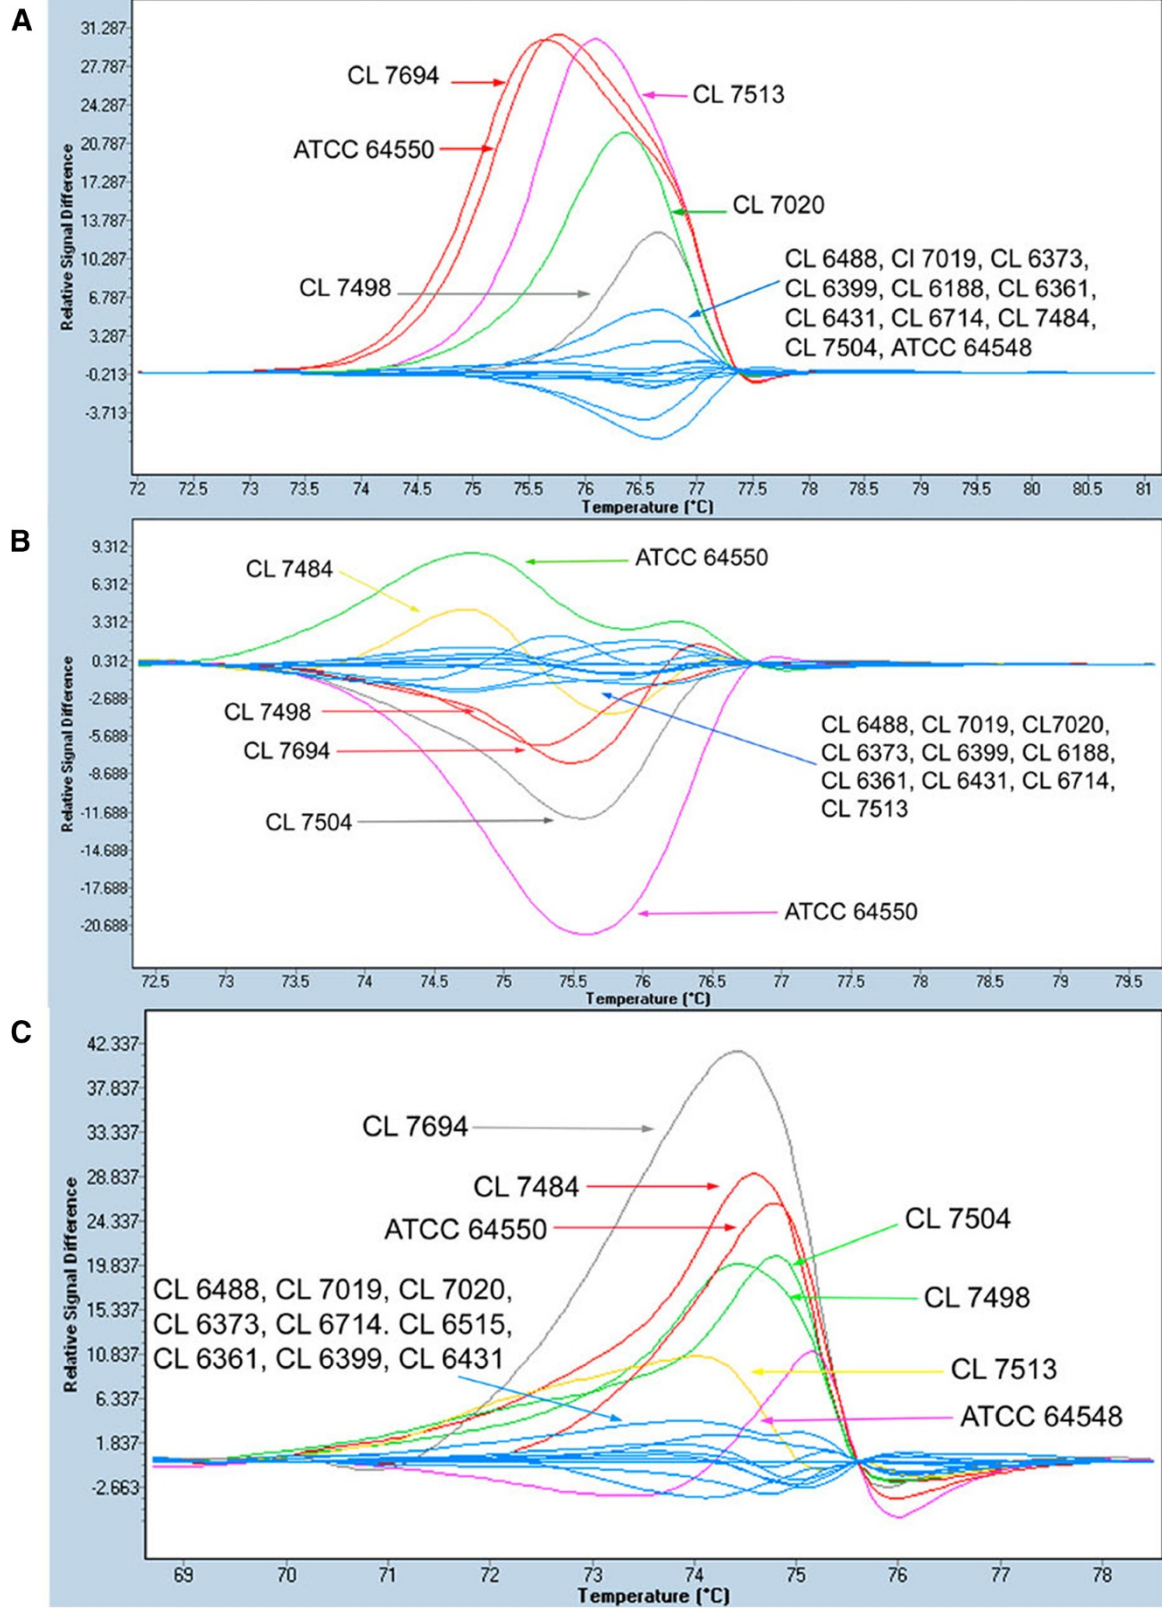 A
31.287
27.787
24.287
20.787
17.287
13.787
10.287
6.787
3.287
-0.213
-3.713
Relative Signal Difference
CL 7694
ATCC 64550
CL 7513
CL 7020
CL 7498
CL 6488, Cl 7019, CL 6373,
CL 6399, CL 6188, CL 6361,
CL 6431, CL 6714, CL 7484,
CL 7504, ATCC 64548
72 72.5 73 73.5 74 74.5 75 75.5 76 76.5 77 77.5 78 78.5 79 79.5 80 80.5 81
Temperature (°C)
B
9.312
6.312
3.312
0.312
-2.688
-5.688
-8.688
-11.688
-14.688
-17.688
-20.688
Relative Signal Difference
CL 7484
ATCC 64550
CL 7498
CL 7694
CL 7504
CL 6488, CL 7019, CL7020,
CL 6373, CL 6399, CL 6188,
CL 6361, CL 6431, CL 6714,
CL 7513
ATCC 64550
72.5 73 73.5 74 74.5 75 75.5 76 76.5 77 77.5 78 78.5 79 79.5
Temperature (°C)
C
42.337
37.837
33.337
28.837
24.337
19.837
15.337
10.837
6.337
1.837
-2.663
Relative Signal Difference
CL 7694
CL 7484
ATCC 64550
CL 7504
CL 6488, CL 7019, CL 7020,
CL 6373, CL 6714. CL 6515,
CL 6361, CL 6399, CL 6431
CL 7498
CL 7513
ATCC 64548
69 70 71 72 73 74 75 76 77 78
Temperature (°C)